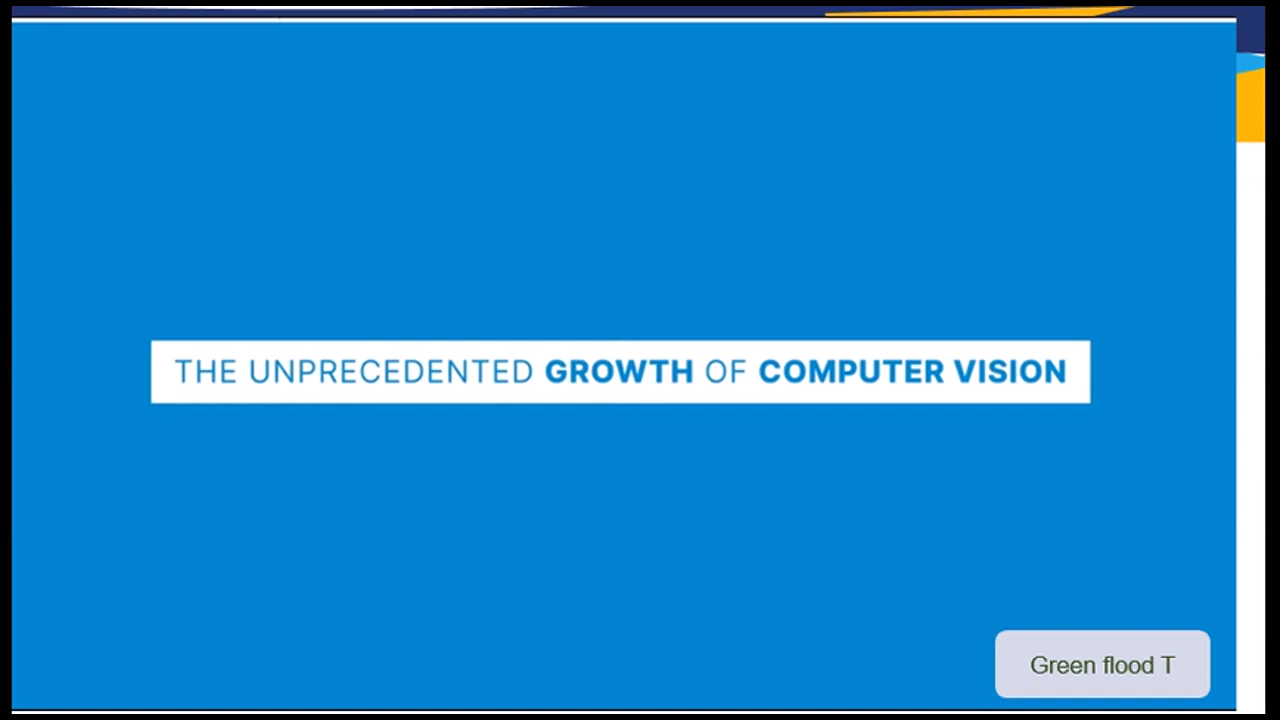 THE UNPRECEDENTED GROWTH OF COMPUTER VISION
Green flood T